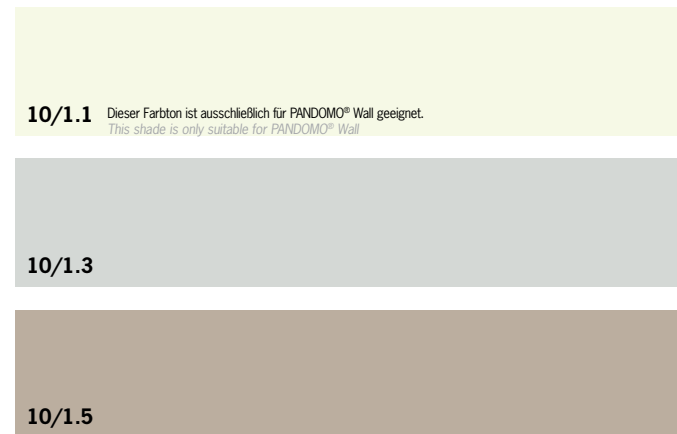 10/1.1 Dieser Farbton ist ausschließlich für PANDOMO® Wall geeignet.
This shade is only suitable for PANDOMO® Wall
10/1.3
10/1.5